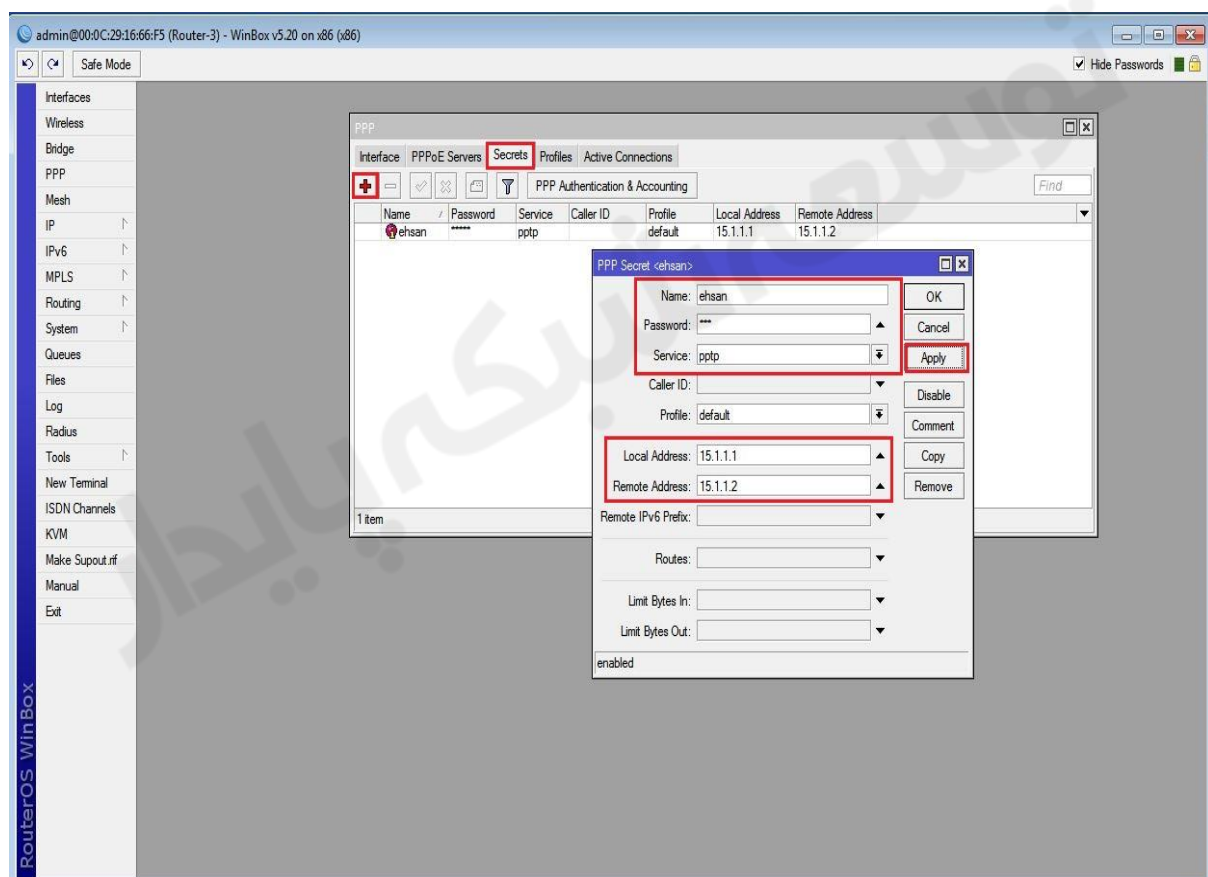 admin@00:0C:29:16:66:F5 (Router-3) - WinBox v5.20 on x86 (x86)
Safe Mode
Hide Passwords
Interfaces
Wireless
Bridge
PPP
Mesh
IP
IPv6
MPLS
Routing
System
Queues
Files
Log
Radius
Tools
New Terminal
ISDN Channels
KVM
Make Supout.rif
Manual
Exit
RouterOS WinBox
PPP
Interface PPPoE Servers Secrets Profiles Active Connections
PPP Authentication & Accounting Find
Name / Password Service Caller ID Profile Local Address Remote Address
ehsan ***** pptp default 15.1.1.1 15.1.1.2
1 item
PPP Secret <ehsan>
Name: ehsan OK
Password: *** Cancel
Service: pptp Apply
Caller ID:
Disable
Profile: default
Comment
Local Address: 15.1.1.1 Copy
Remote Address: 15.1.1.2 Remove
Remote IPv6 Prefix:
Routes:
Limit Bytes In:
Limit Bytes Out:
enabled
توسعه شبکه پایدار